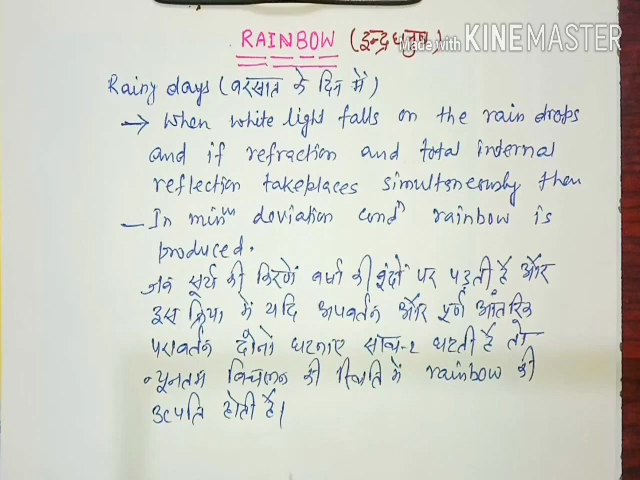 RAINBOW (इन्द्रधनुष)
Made with KINEMASTER
Rainy days (बरसात के दिन में)
→ When white light falls on the rain drops
and if refraction and total internal
reflection takeplaces simultoneously then
– In minᵐ deviation condⁿ rainbow is
produced.
जब सूर्य की किरणें वर्षा की बूंदों पर पड़ती है और
इस क्रिया में यदि अपवर्तन और पूर्ण आंतरिक
परावर्तन दोनो घटनाए साथ-२ घटती है तो
न्यूनतम विचलन की स्थिति में rainbow की
उत्पति होती है।